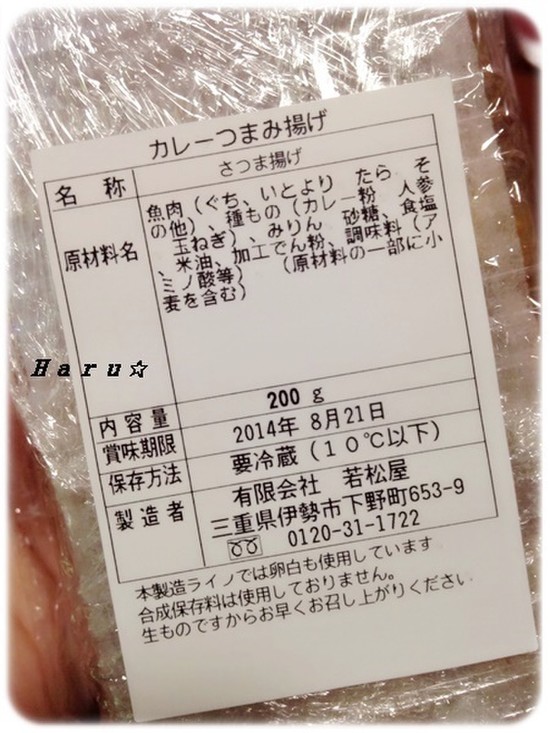 カレーつまみ揚げ
名 称 さつま揚げ
原材料名 魚肉（ぐち、いとより たら そ
の他）、種もの（カレー粉 人参
玉ねぎ）、みりん 砂糖、食塩
、米油、加工でん粉、調味料（ア
ミノ酸等） （原材料の一部に小
麦を含む）
Haru☆
内容量 200 g
賞味期限 2014年 8月21日
保存方法 要冷蔵（１０℃以下）
製造者 有限会社 若松屋
三重県伊勢市下野町653-9
0120-31-1722
本製造ラインでは卵白も使用しています
合成保存料は使用しておりません。
生ものですからお早くお召し上がりください